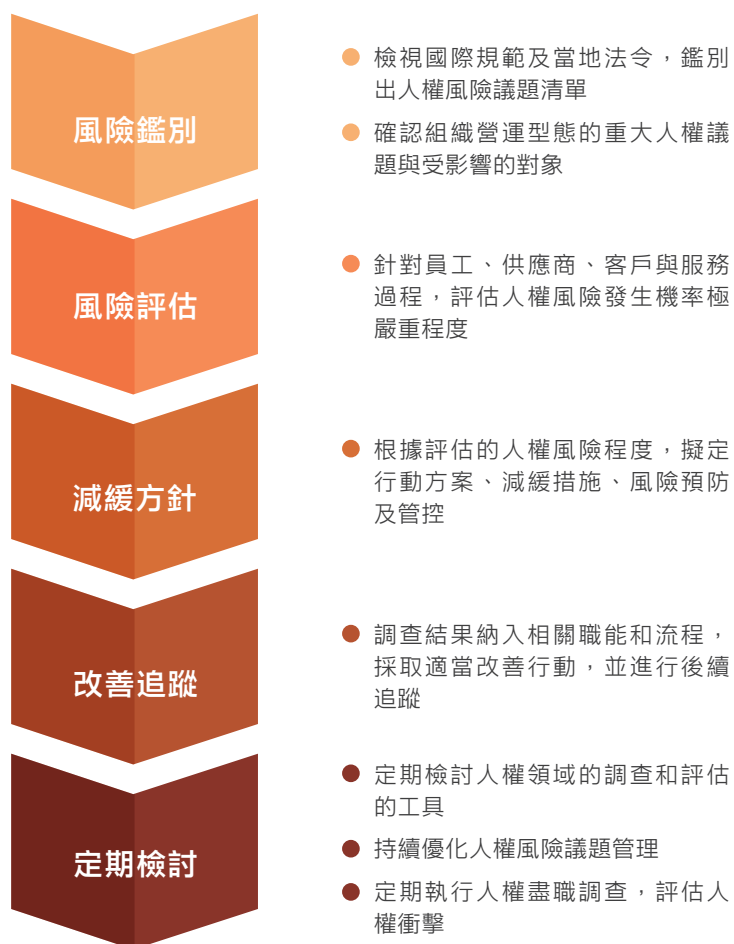 風險鑑別
檢視國際規範及當地法令，鑑別
出人權風險議題清單
確認組織營運型態的重大人權議
題與受影響的對象
風險評估
針對員工、供應商、客戶與服務
過程，評估人權風險發生機率極
嚴重程度
減緩方針
根據評估的人權風險程度，擬定
行動方案、減緩措施、風險預防
及管控
改善追蹤
調查結果納入相關職能和流程，
採取適當改善行動，並進行後續
追蹤
定期檢討
定期檢討人權領域的調查和評估
的工具
持續優化人權風險議題管理
定期執行人權盡職調查，評估人
權衝擊